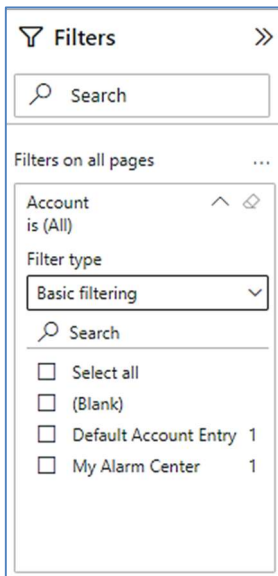 Filters
Search
Filters on all pages ...
Account
is (All)
Filter type
Basic filtering
Search
Select all
(Blank)
Default Account Entry 1
My Alarm Center 1